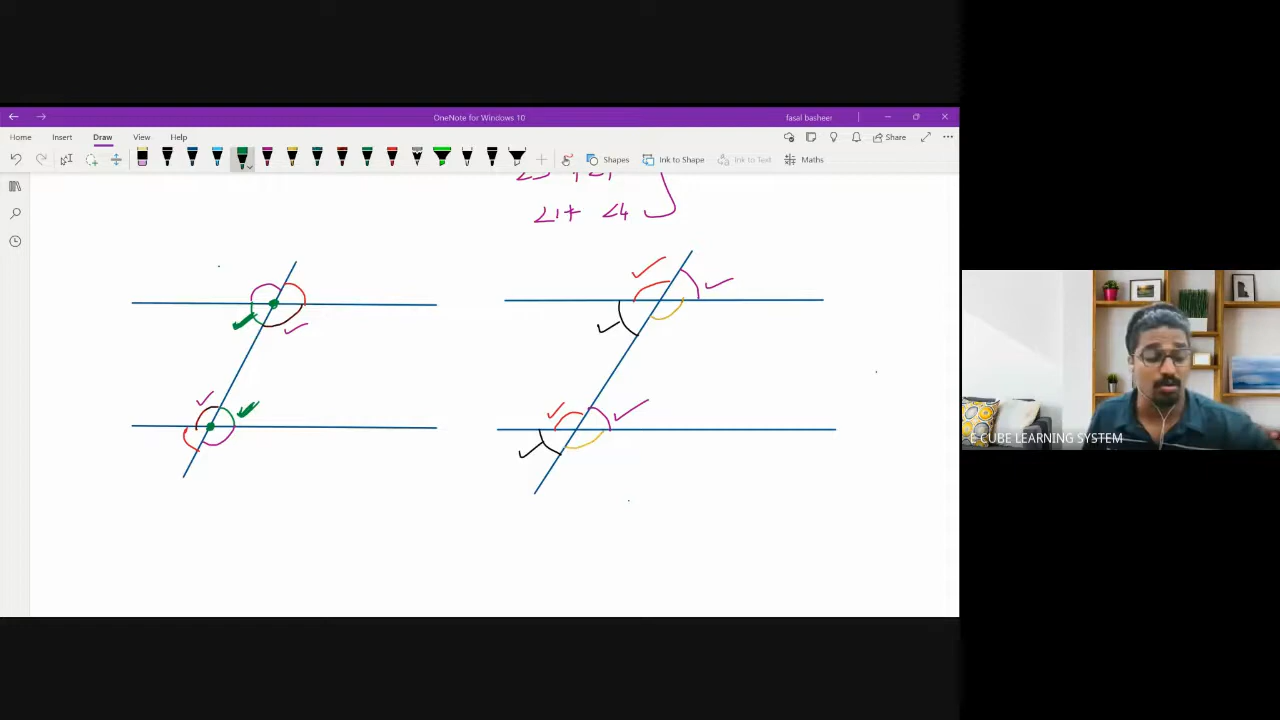 OneNote for Windows 10
fasal basheer
Home Insert Draw View Help
Share
Shapes
Ink to Shape
Ink to Text
Maths
∠1+ ∠4
E CUBE LEARNING SYSTEM